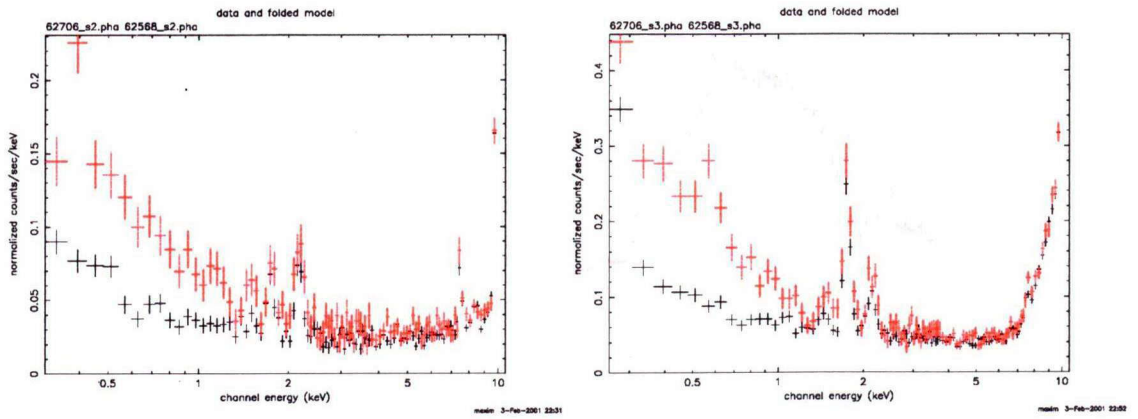 data and folded model
62706_s2.pha 62568_s2.pha
normalized counts/sec/keV
0.2
0.15
0.1
0.05
0
0.5
1
2
5
10
channel energy (keV)
maxim 3-Feb-2001 22:31
data and folded model
62706_s3.pha 62568_s3.pha
normalized counts/sec/keV
0.4
0.3
0.2
0.1
0
0.5
1
2
5
10
channel energy (keV)
maxim 3-Feb-2001 22:52